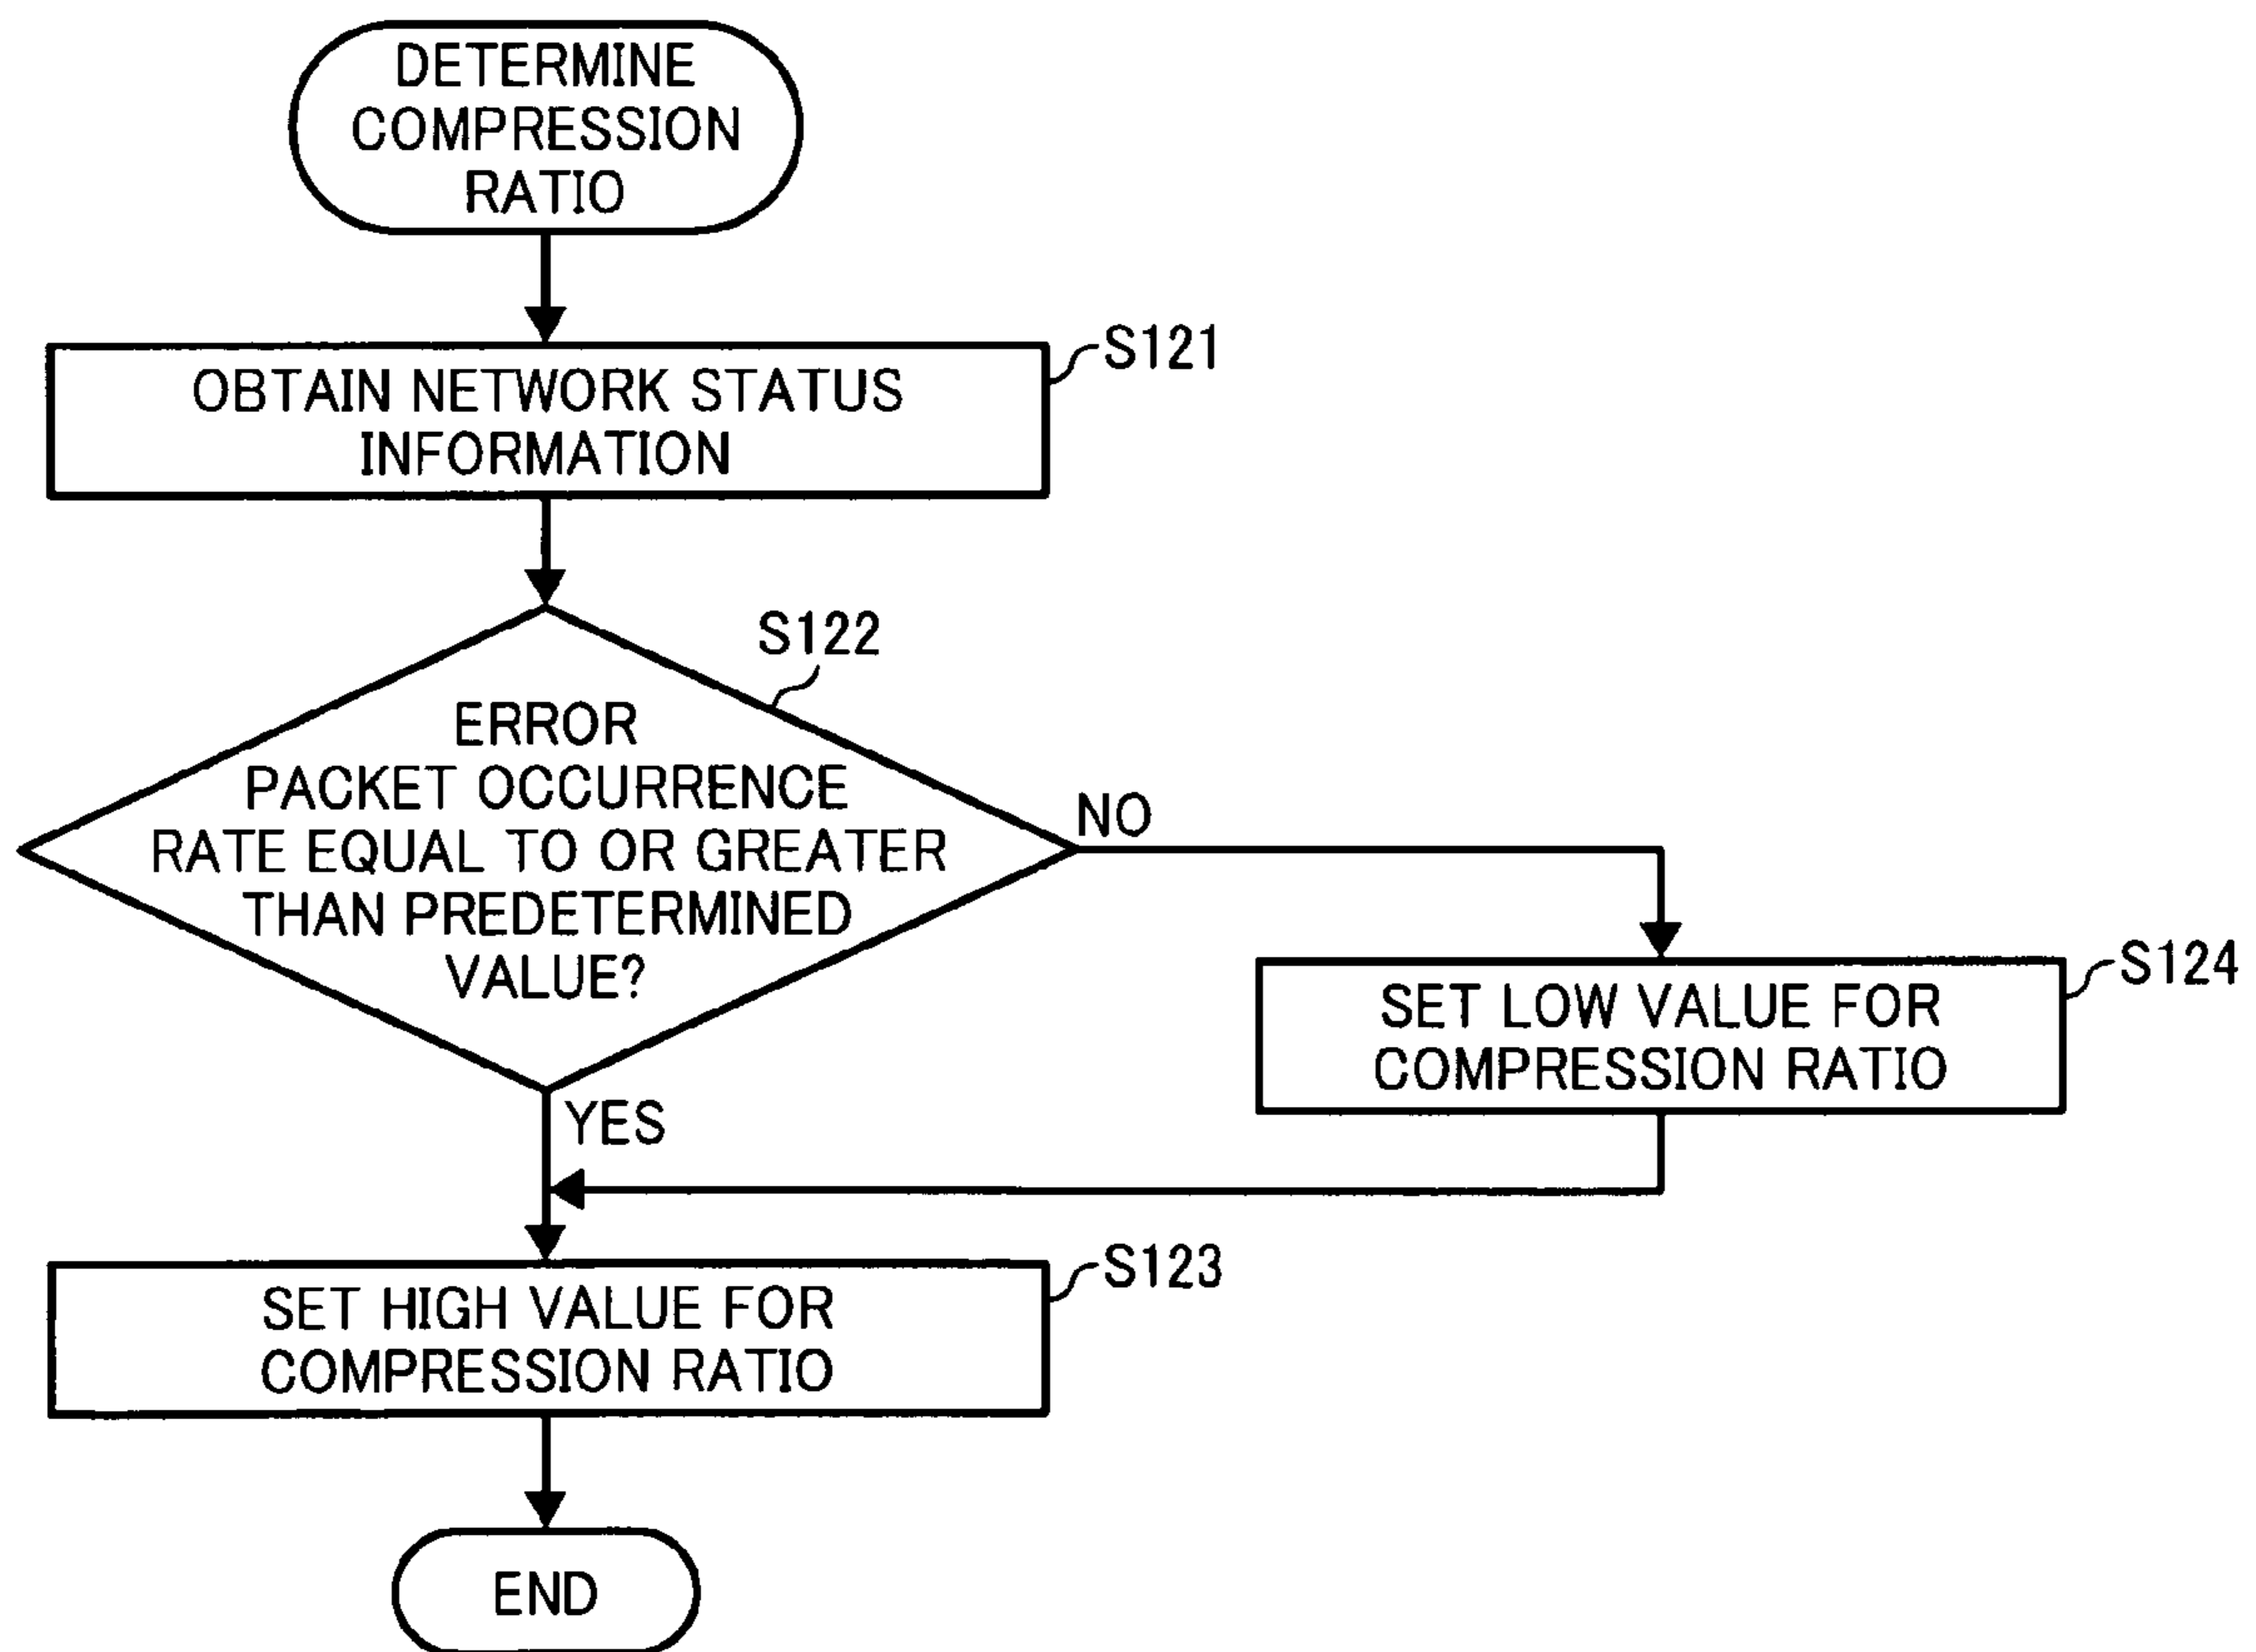 DETERMINE
COMPRESSION
RATIO
S121
OBTAIN NETWORK STATUS
INFORMATION
S122
ERROR
PACKET OCCURRENCE
RATE EQUAL TO OR GREATER
THAN PREDETERMINED
VALUE?
NO
S124
SET LOW VALUE FOR
COMPRESSION RATIO
YES
S123
SET HIGH VALUE FOR
COMPRESSION RATIO
END